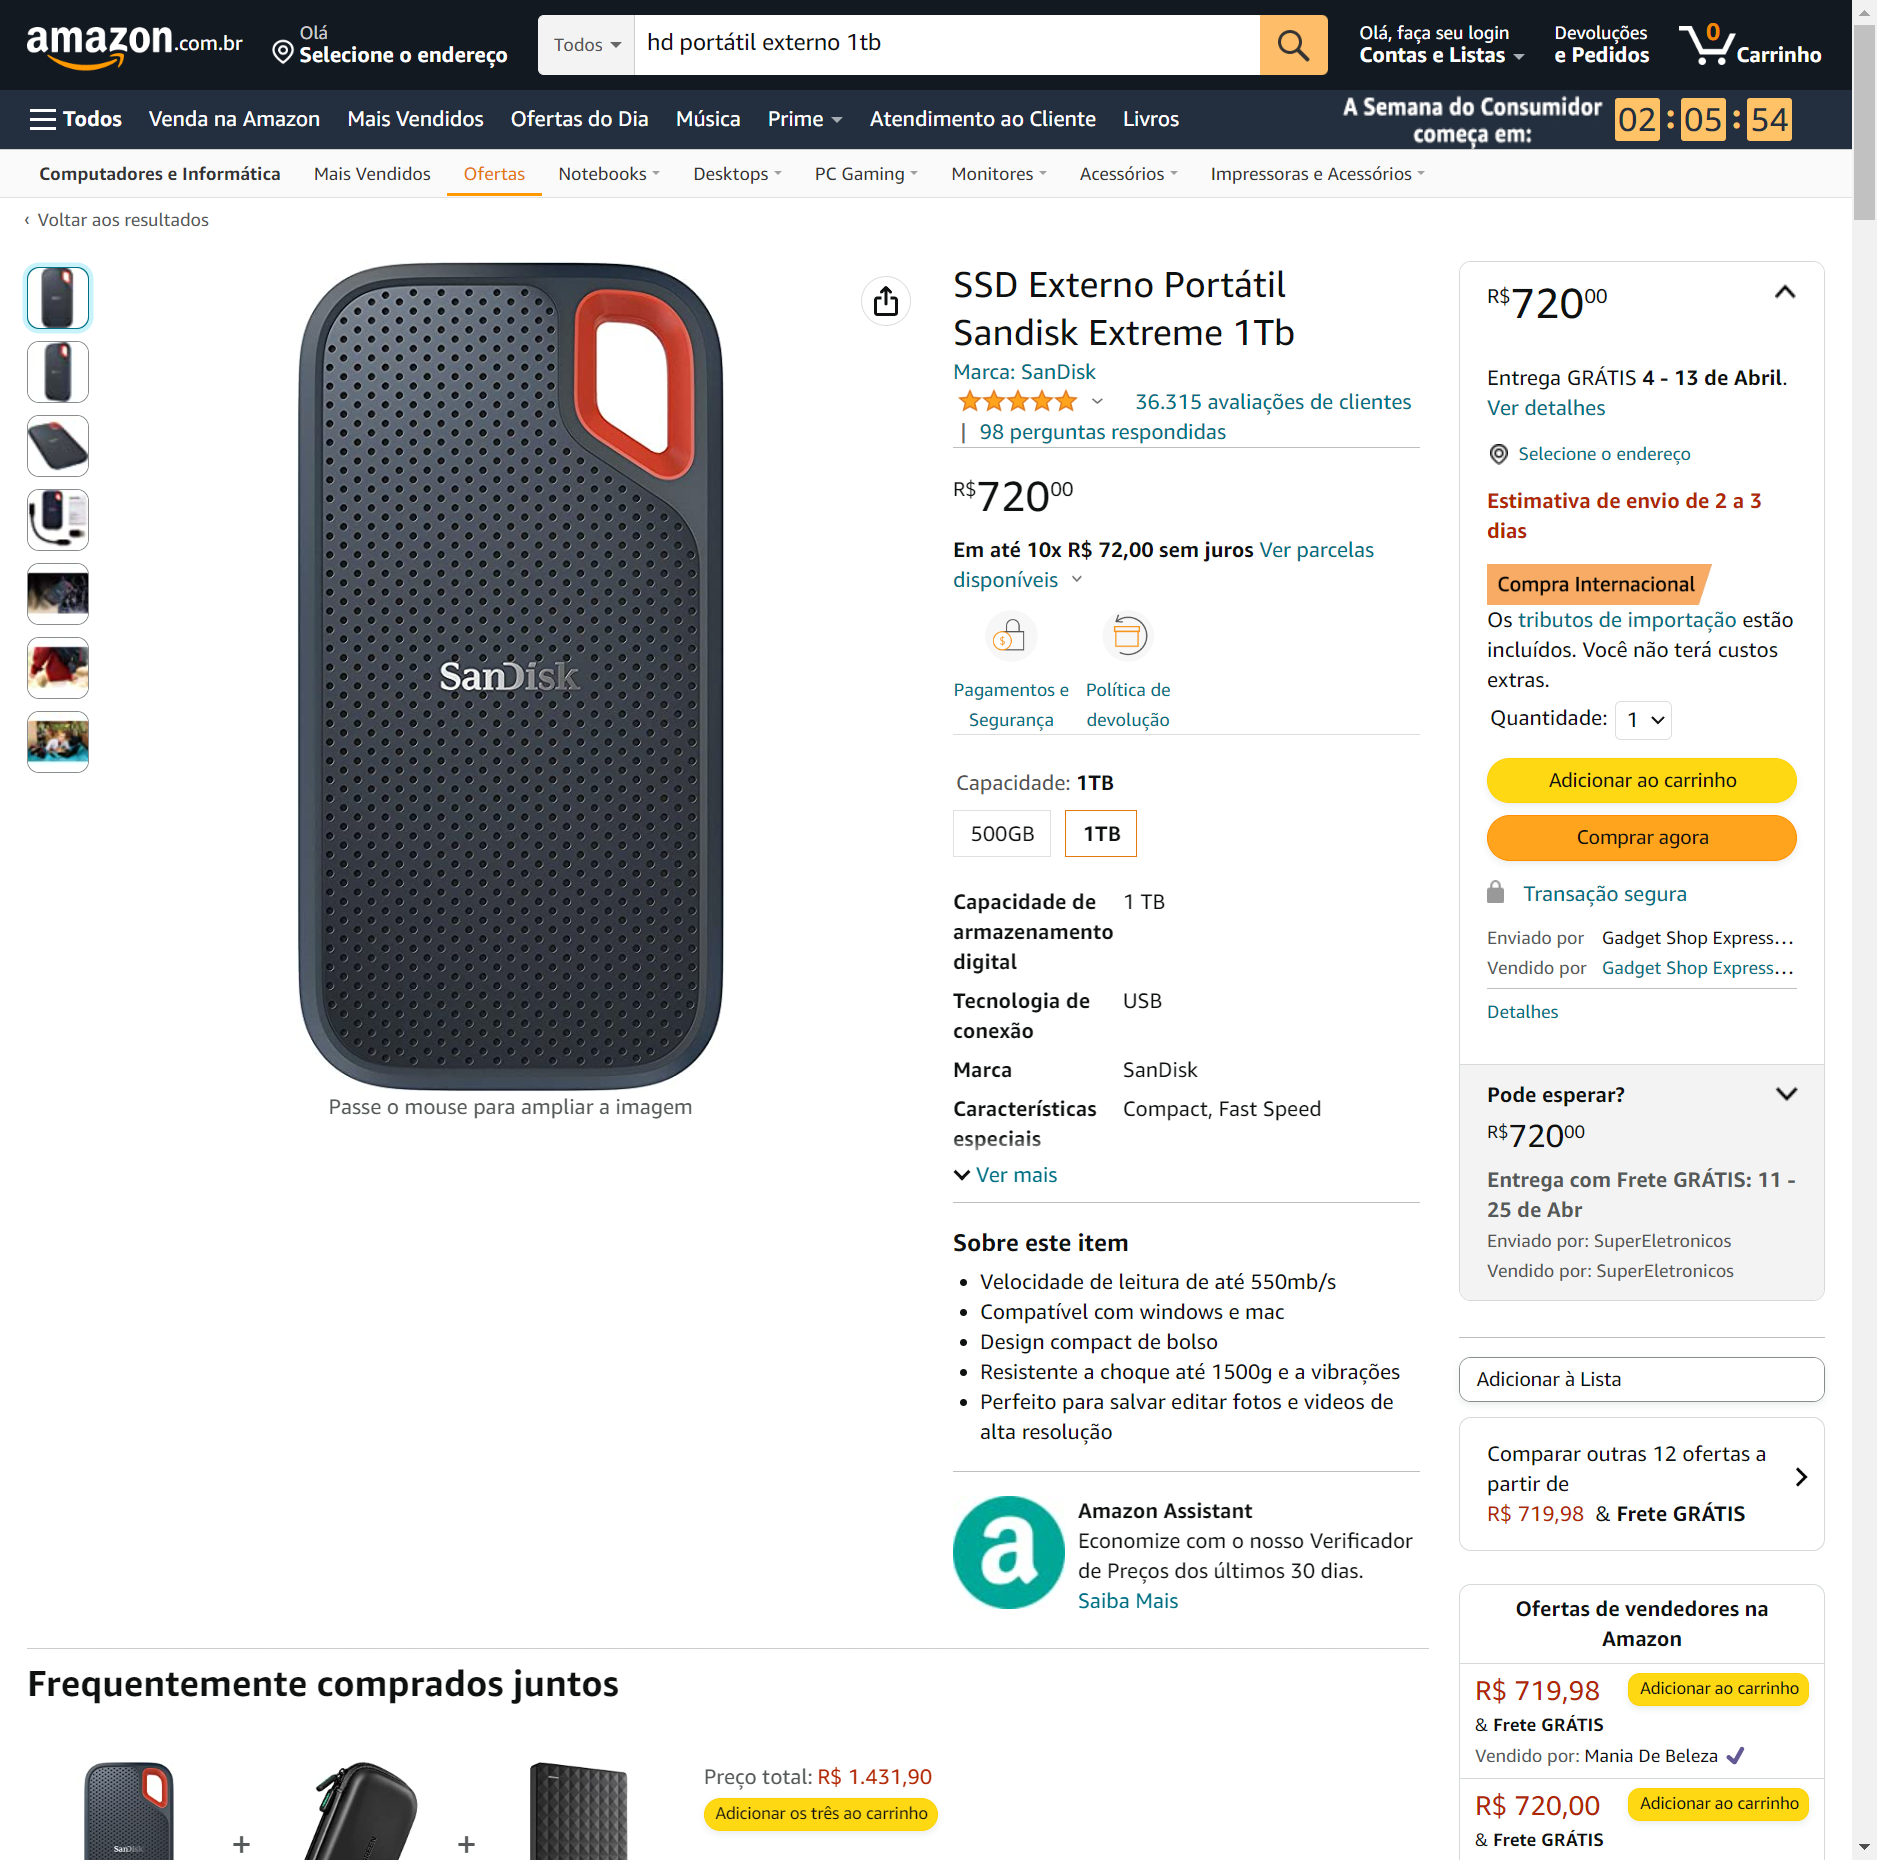 amazon.com.br
Olá
Selecione o endereço
Todos
hd portátil externo 1tb
Olá, faça seu login
Contas e Listas
Devoluções
e Pedidos
0
Carrinho
Todos
Venda na Amazon
Mais Vendidos
Ofertas do Dia
Música
Prime
Atendimento ao Cliente
Livros
A Semana do Consumidor
começa em:
02 : 05 : 54
Computadores e Informática
Mais Vendidos
Ofertas
Notebooks
Desktops
PC Gaming
Monitores
Acessórios
Impressoras e Acessórios
‹ Voltar aos resultados
SanDisk
Passe o mouse para ampliar a imagem
SSD Externo Portátil
Sandisk Extreme 1Tb
Marca: SanDisk
36.315 avaliações de clientes
| 98 perguntas respondidas
R$72000
Em até 10x R$ 72,00 sem juros Ver parcelas
disponíveis
Pagamentos e
Segurança
Política de
devolução
Capacidade: 1TB
500GB
1TB
Capacidade de
armazenamento
digital
1 TB
Tecnologia de
conexão
USB
Marca
SanDisk
Características
especiais
Compact, Fast Speed
Ver mais
Sobre este item
• Velocidade de leitura de até 550mb/s
• Compatível com windows e mac
• Design compact de bolso
• Resistente a choque até 1500g e a vibrações
• Perfeito para salvar editar fotos e videos de
alta resolução
a
Amazon Assistant
Economize com o nosso Verificador
de Preços dos últimos 30 dias.
Saiba Mais
R$72000
Entrega GRÁTIS 4 - 13 de Abril.
Ver detalhes
Selecione o endereço
Estimativa de envio de 2 a 3
dias
Compra Internacional
Os tributos de importação estão
incluídos. Você não terá custos
extras.
Quantidade: 1
Adicionar ao carrinho
Comprar agora
Transação segura
Enviado por Gadget Shop Express...
Vendido por Gadget Shop Express...
Detalhes
Pode esperar?
R$72000
Entrega com Frete GRÁTIS: 11 -
25 de Abr
Enviado por: SuperEletronicos
Vendido por: SuperEletronicos
Adicionar à Lista
Comparar outras 12 ofertas a
partir de
R$ 719,98 & Frete GRÁTIS
Ofertas de vendedores na
Amazon
R$ 719,98
Adicionar ao carrinho
& Frete GRÁTIS
Vendido por: Mania De Beleza
R$ 720,00
Adicionar ao carrinho
& Frete GRÁTIS
Frequentemente comprados juntos
SanDisk
+
+
Preço total: R$ 1.431,90
Adicionar os três ao carrinho